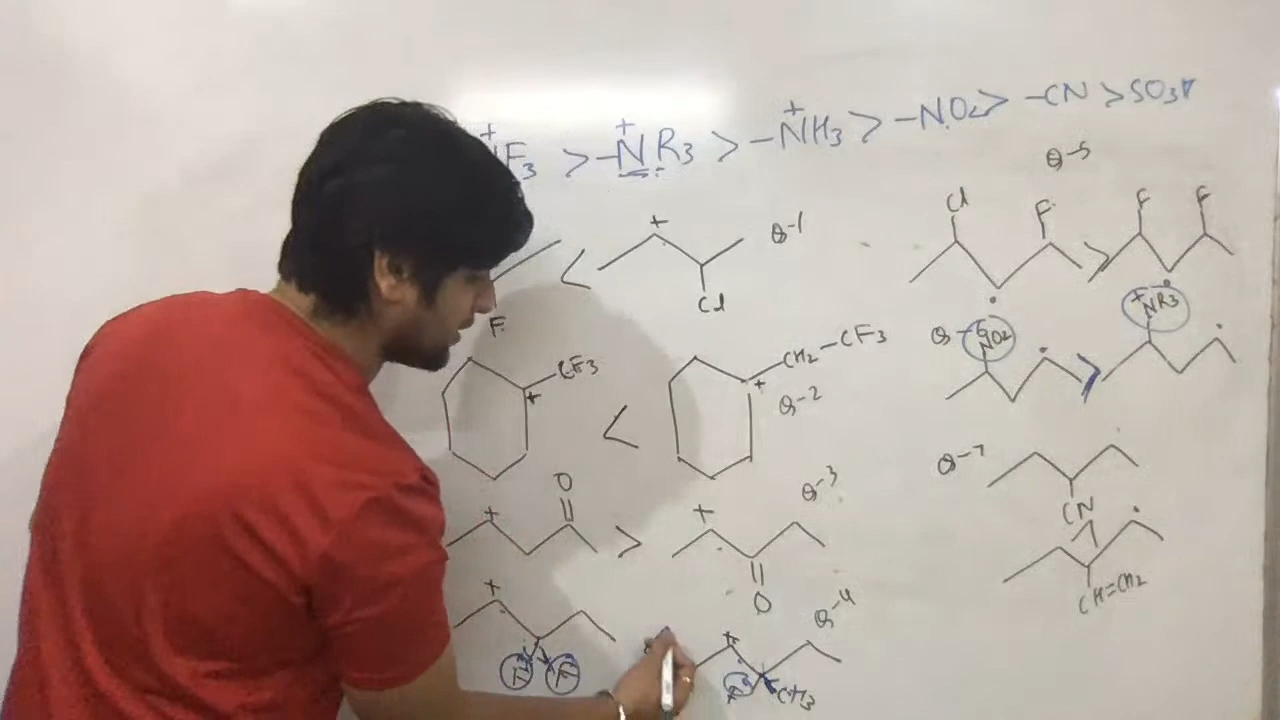 + + +
F3 > -NR3 > -NH3 > -NO2 > -CN > SO3
Q-5
Cl F > F F
+ Q-1
<
F Cl
+
Q-6 NO2 > NR3
CF3 CH2-CF3
+ < + Q-2
Q-7
O Q-3
+ > +
O
CN
CH=CH2
+ Q-4
F F + CH3